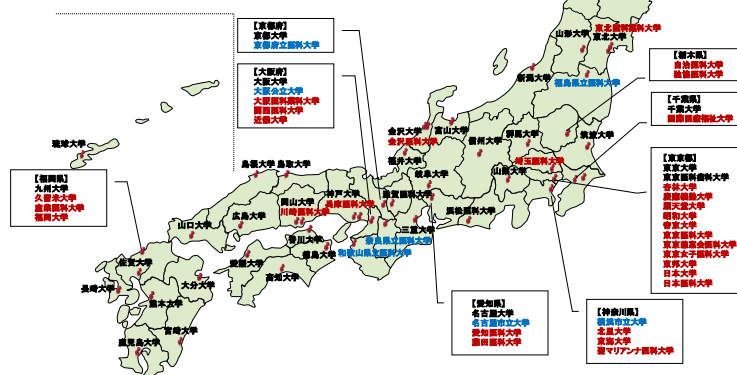 【京都府】
京都大学
京都府立医科大学
【大阪府】
大阪大学
大阪公立大学
大阪医科薬科大学
関西医科大学
近畿大学
琉球大学
【福岡県】
九州大学
久留米大学
産業医科大学
福岡大学
佐賀大学
長崎大学
熊本大学
大分大学
宮崎大学
鹿児島大学
山口大学
島根大学
鳥取大学
広島大学
岡山大学
川崎医科大学
神戸大学
兵庫医科大学
香川大学
徳島大学
愛媛大学
高知大学
滋賀医科大学
奈良県立医科大学
和歌山県立医科大学
三重大学
金沢大学
金沢医科大学
富山大学
福井大学
岐阜大学
信州大学
浜松医科大学
山梨大学
新潟大学
群馬大学
埼玉医科大学
筑波大学
山形大学
東北医科薬科大学
東北大学
福島県立医科大学
【栃木県】
自治医科大学
獨協医科大学
【千葉県】
千葉大学
国際医療福祉大学
【東京都】
東京大学
東京医科歯科大学
杏林大学
慶應義塾大学
順天堂大学
昭和大学
帝京大学
東京医科大学
東京慈恵会医科大学
東京女子医科大学
東邦大学
日本大学
日本医科大学
【愛知県】
名古屋大学
名古屋市立大学
愛知医科大学
藤田医科大学
【神奈川県】
横浜市立大学
北里大学
東海大学
聖マリアンナ医科大学